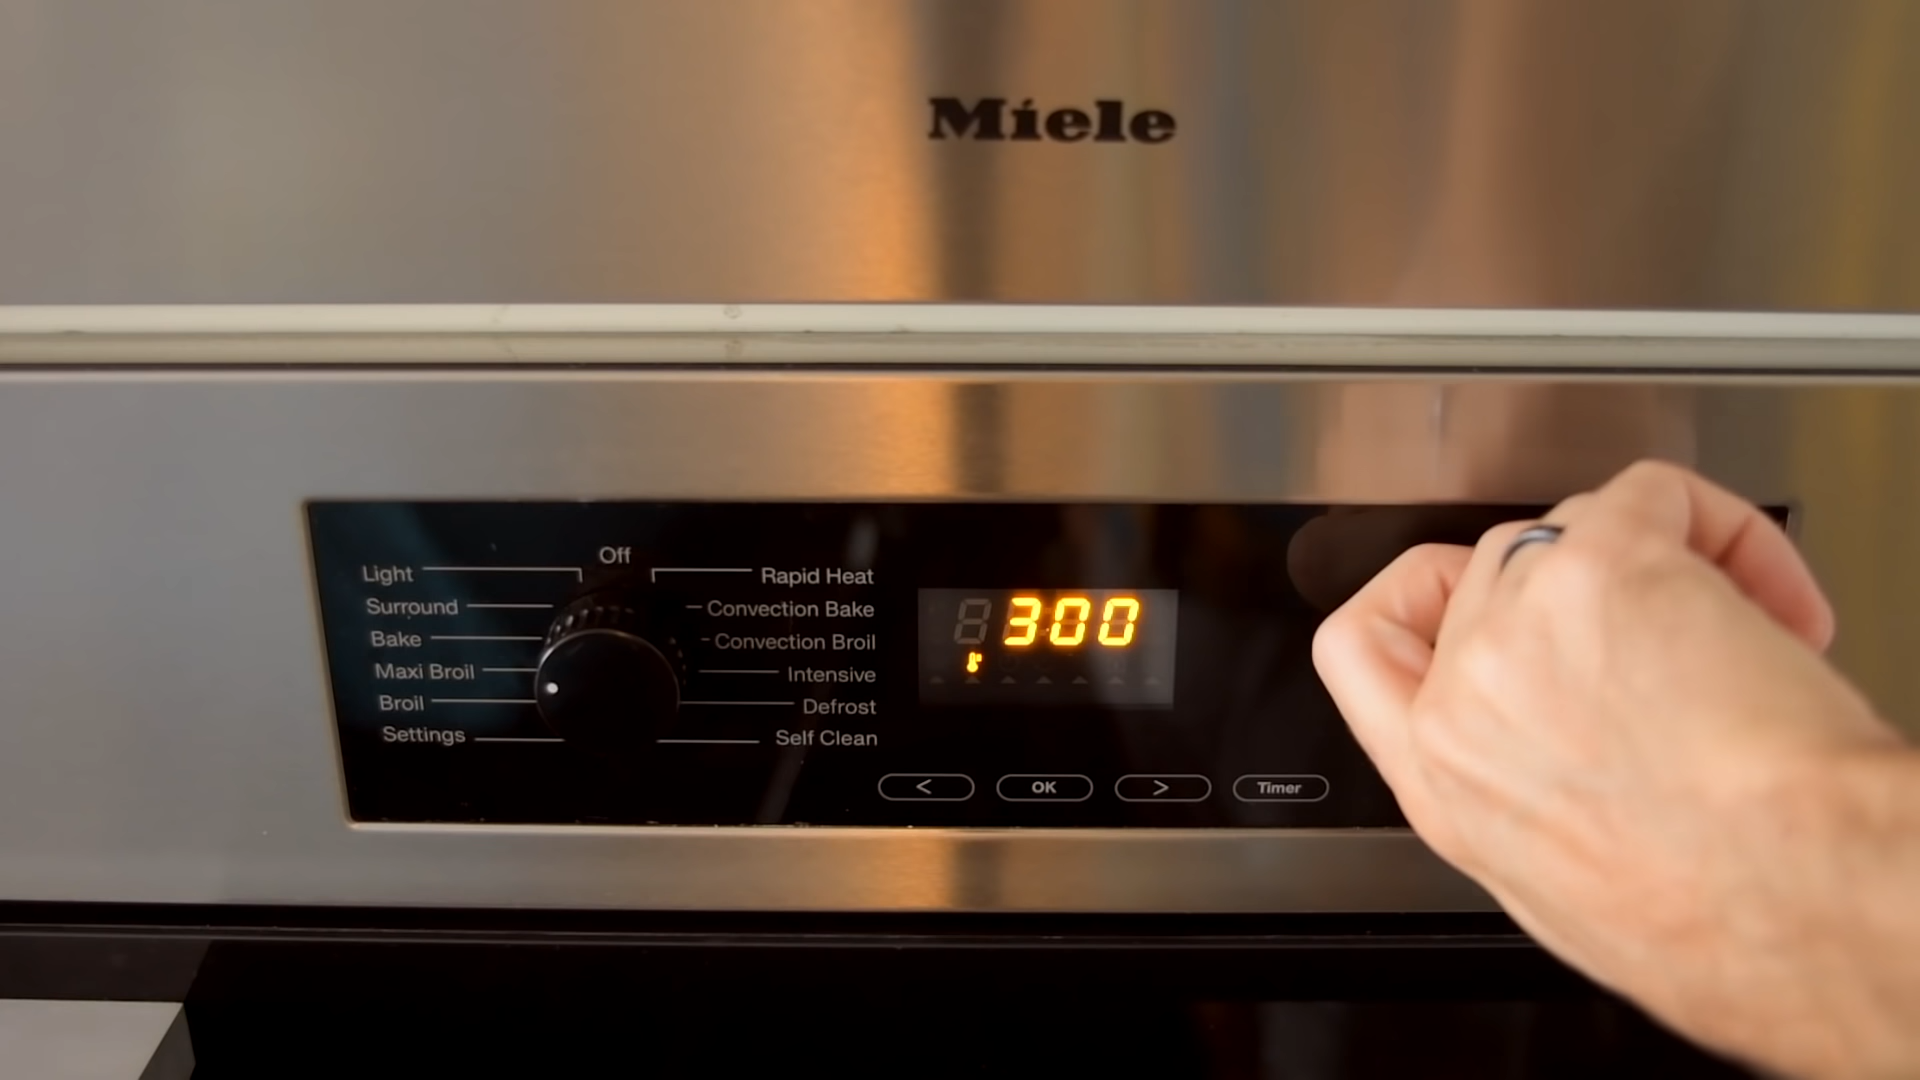 Miele
Off
Light
Surround
Bake
Maxi Broil
Broil
Settings
Rapid Heat
Convection Bake
Convection Broil
Intensive
Defrost
Self Clean
300
< OK > Timer